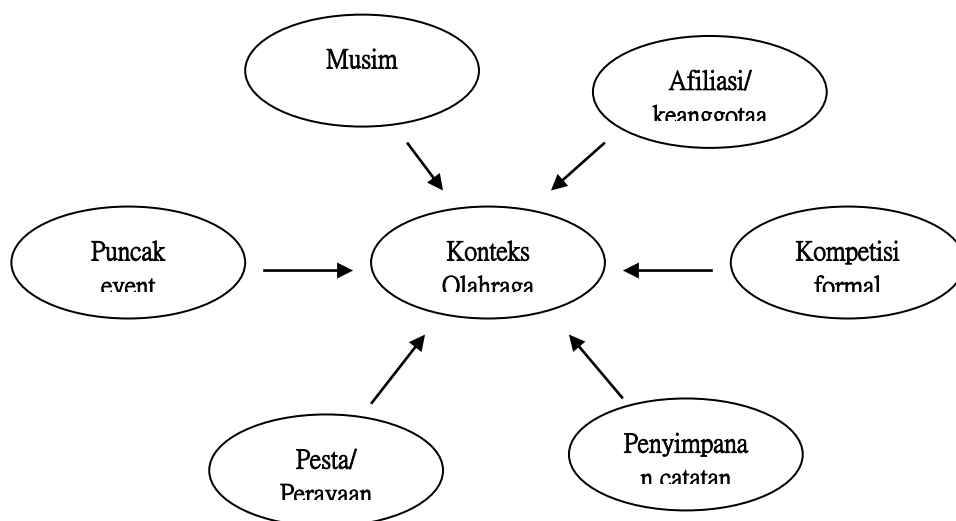 Musim
Afiliasi/
keanggotaa
Puncak
event
Konteks
Olahraga
Kompetisi
formal
Pesta/
Perayaan
Penyimpana
n catatan